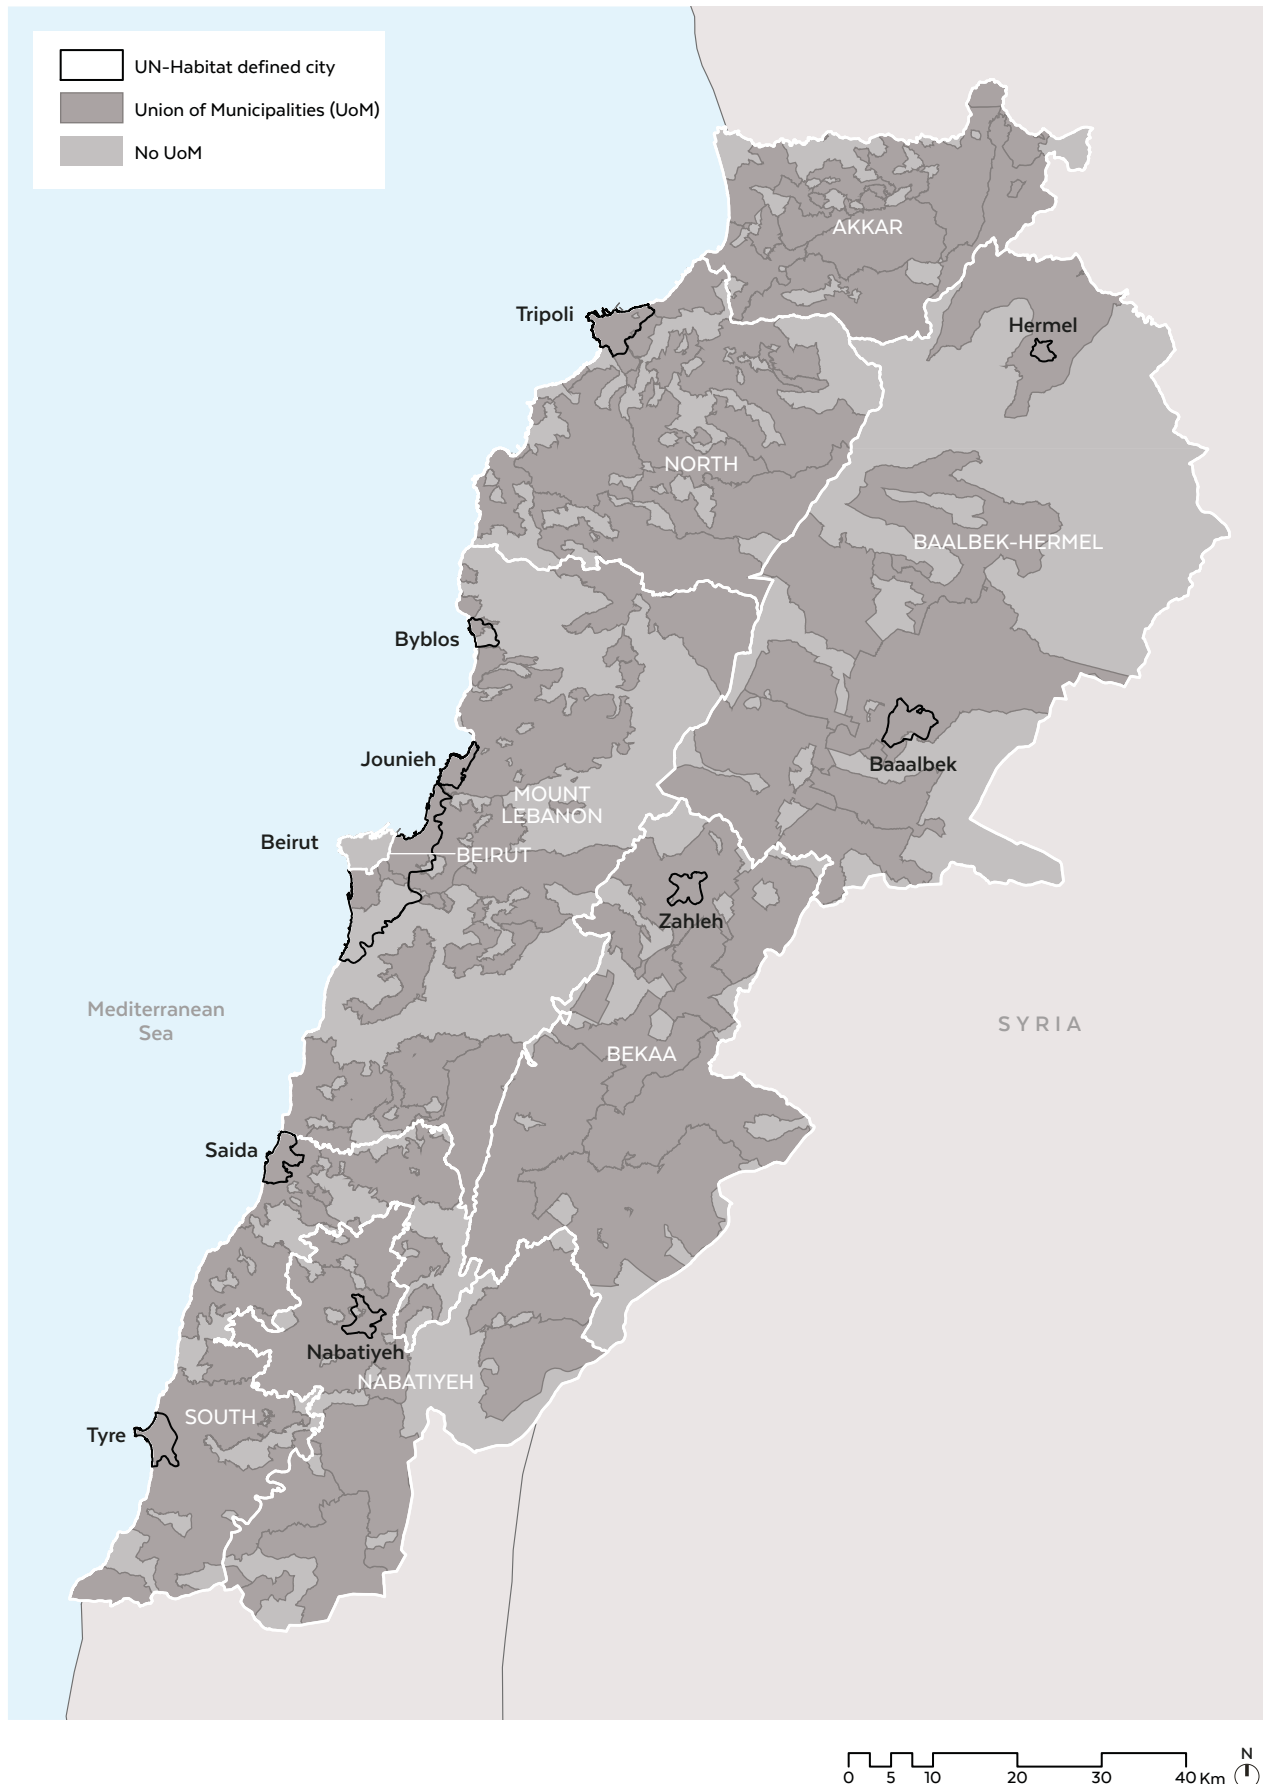 UN-Habitat defined city
Union of Municipalities (UoM)
No UoM
AKKAR
Tripoli
Hermel
NORTH
BAALBEK-HERMEL
Byblos
Jounieh
Baaalbek
MOUNT
LEBANON
Beirut
BEIRUT
Zahleh
Mediterranean
Sea
SYRIA
BEKAA
Saida
Nabatiyeh
NABATIYEH
SOUTH
Tyre
N
0 5 10 20 30 40 Km